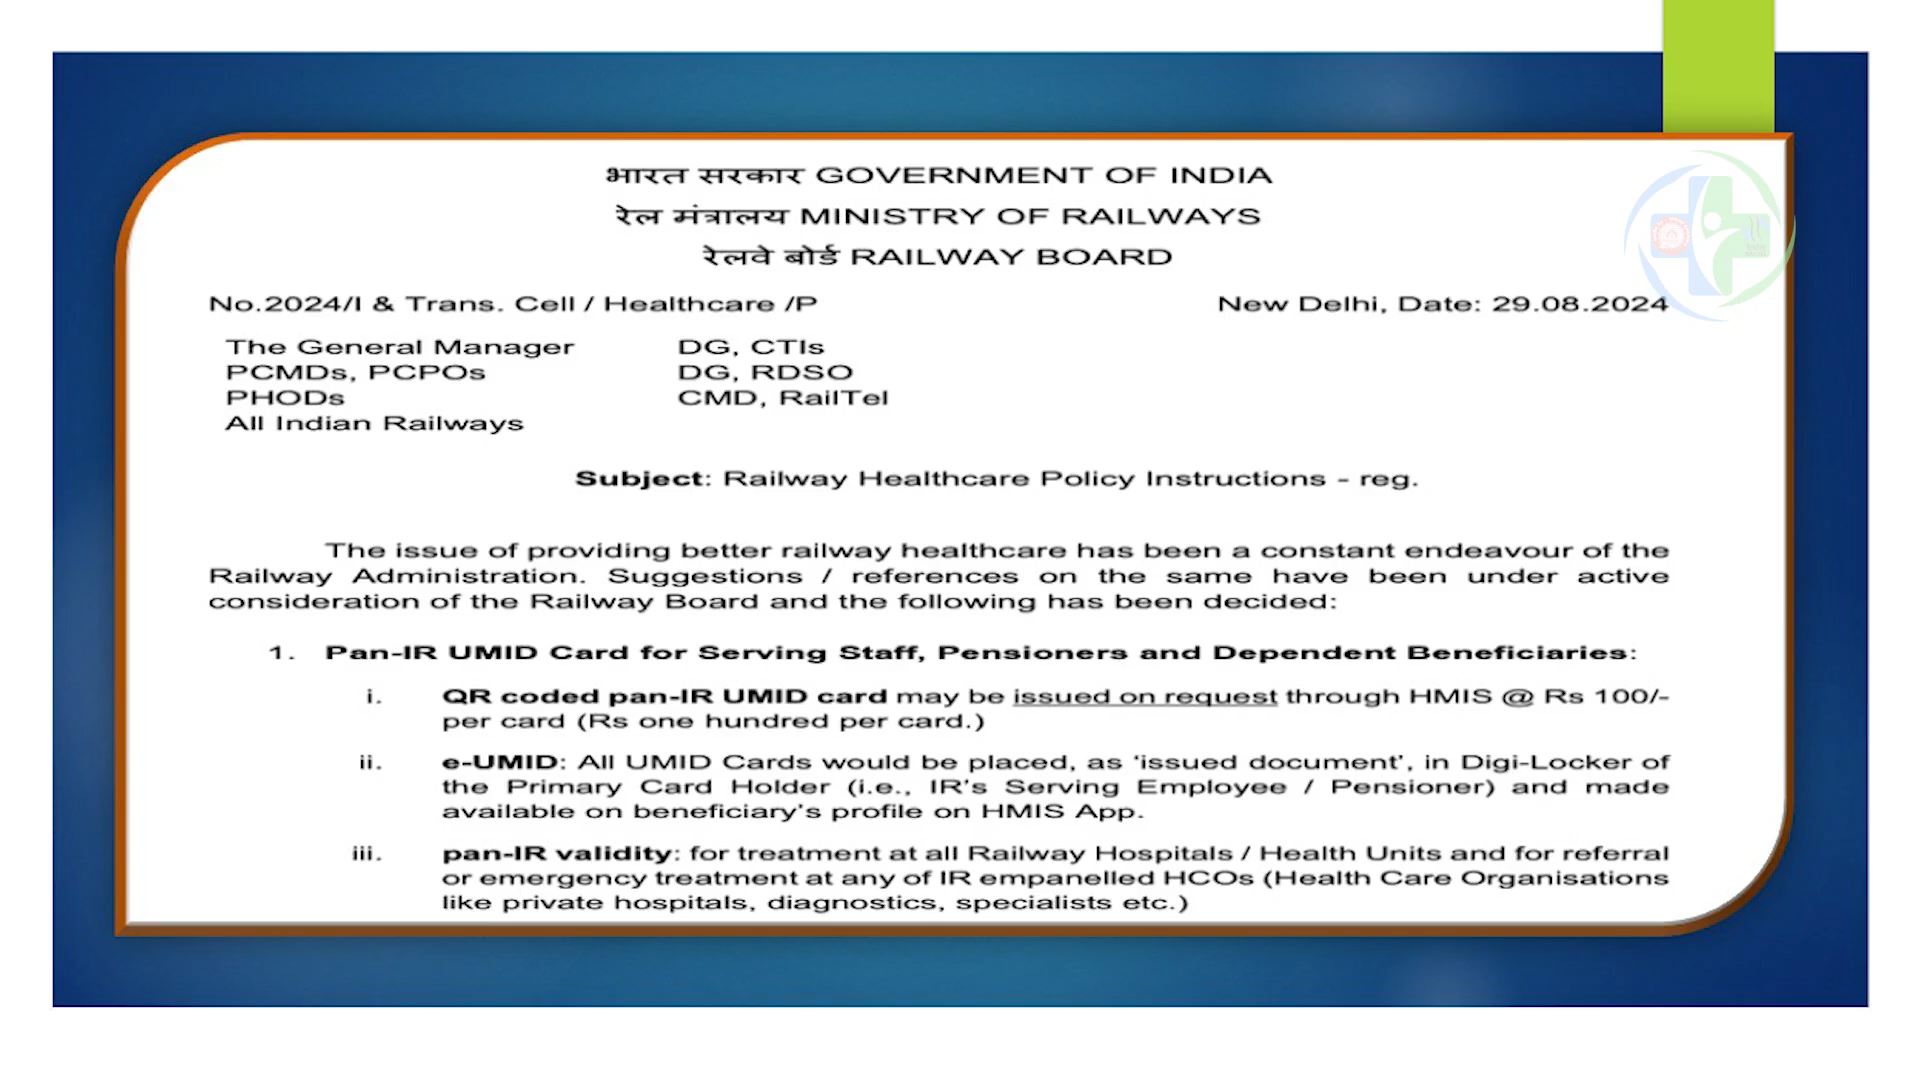 भारत सरकार GOVERNMENT OF INDIA
रेल मंत्रालय MINISTRY OF RAILWAYS
रेलवे बोर्ड RAILWAY BOARD
No.2024/I & Trans. Cell / Healthcare /P New Delhi, Date: 29.08.2024
The General Manager DG, CTIs
PCMDs, PCPOs DG, RDSO
PHODs CMD, RailTel
All Indian Railways
Subject: Railway Healthcare Policy Instructions - reg.
The issue of providing better railway healthcare has been a constant endeavour of the
Railway Administration. Suggestions / references on the same have been under active
consideration of the Railway Board and the following has been decided:
1. Pan-IR UMID Card for Serving Staff, Pensioners and Dependent Beneficiaries:
i. QR coded pan-IR UMID card may be issued on request through HMIS @ Rs 100/-
per card (Rs one hundred per card.)
ii. e-UMID: All UMID Cards would be placed, as 'issued document', in Digi-Locker of
the Primary Card Holder (i.e., IR's Serving Employee / Pensioner) and made
available on beneficiary's profile on HMIS App.
iii. pan-IR validity: for treatment at all Railway Hospitals / Health Units and for referral
or emergency treatment at any of IR empanelled HCOs (Health Care Organisations
like private hospitals, diagnostics, specialists etc.)